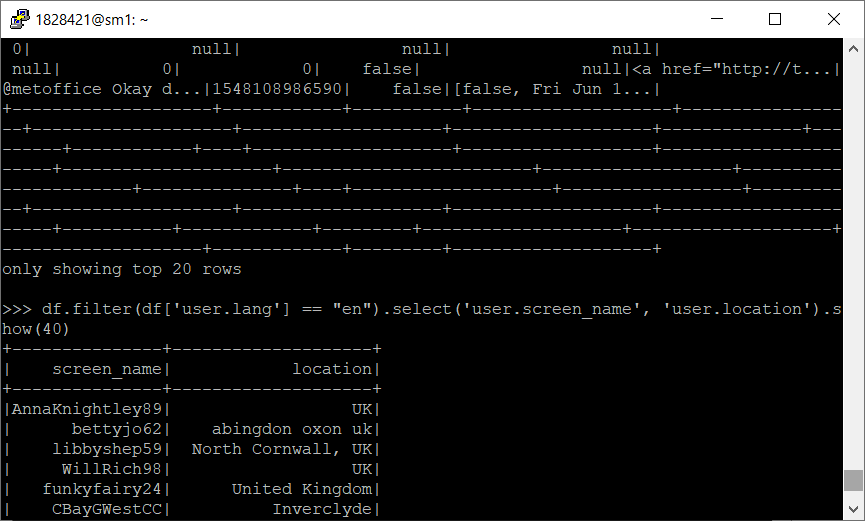 1828421@sm1: ~
 0|                null|                null|                null|
 null|          0|            0|    false|                null|<a href="http://t...|
@metoffice Okay d...|1548108986590|    false|[false, Fri Jun 1...|
+--------------------+-------------+-----------+--------------------+----------------
--+--------------------+--------------------+----------------------------------+---
------+------------+----+--------------------+--------------------+------------------
-----+---------------------+-------------------------+-------------------+----------
-------------+---------------+----+--------------------+------------------+---------
--+--------------------+--------------------+--------------------+------------------
-----+-----------+-------------+----------+--------------------+--------------------+
--------------------+-------------+---------+--------------------+
only showing top 20 rows
>>> df.filter(df['user.lang'] == "en").select('user.screen_name', 'user.location').s
how(40)
+---------------+--------------------+
|    screen_name|            location|
+---------------+--------------------+
|AnnaKnightley89|                  UK|
|      bettyjo62|    abingdon oxon uk|
|    libbyshep59|  North Cornwall, UK|
|     WillRich98|                  UK|
|   funkyfairy24|      United Kingdom|
|    CBayGWestCC|          Inverclyde|